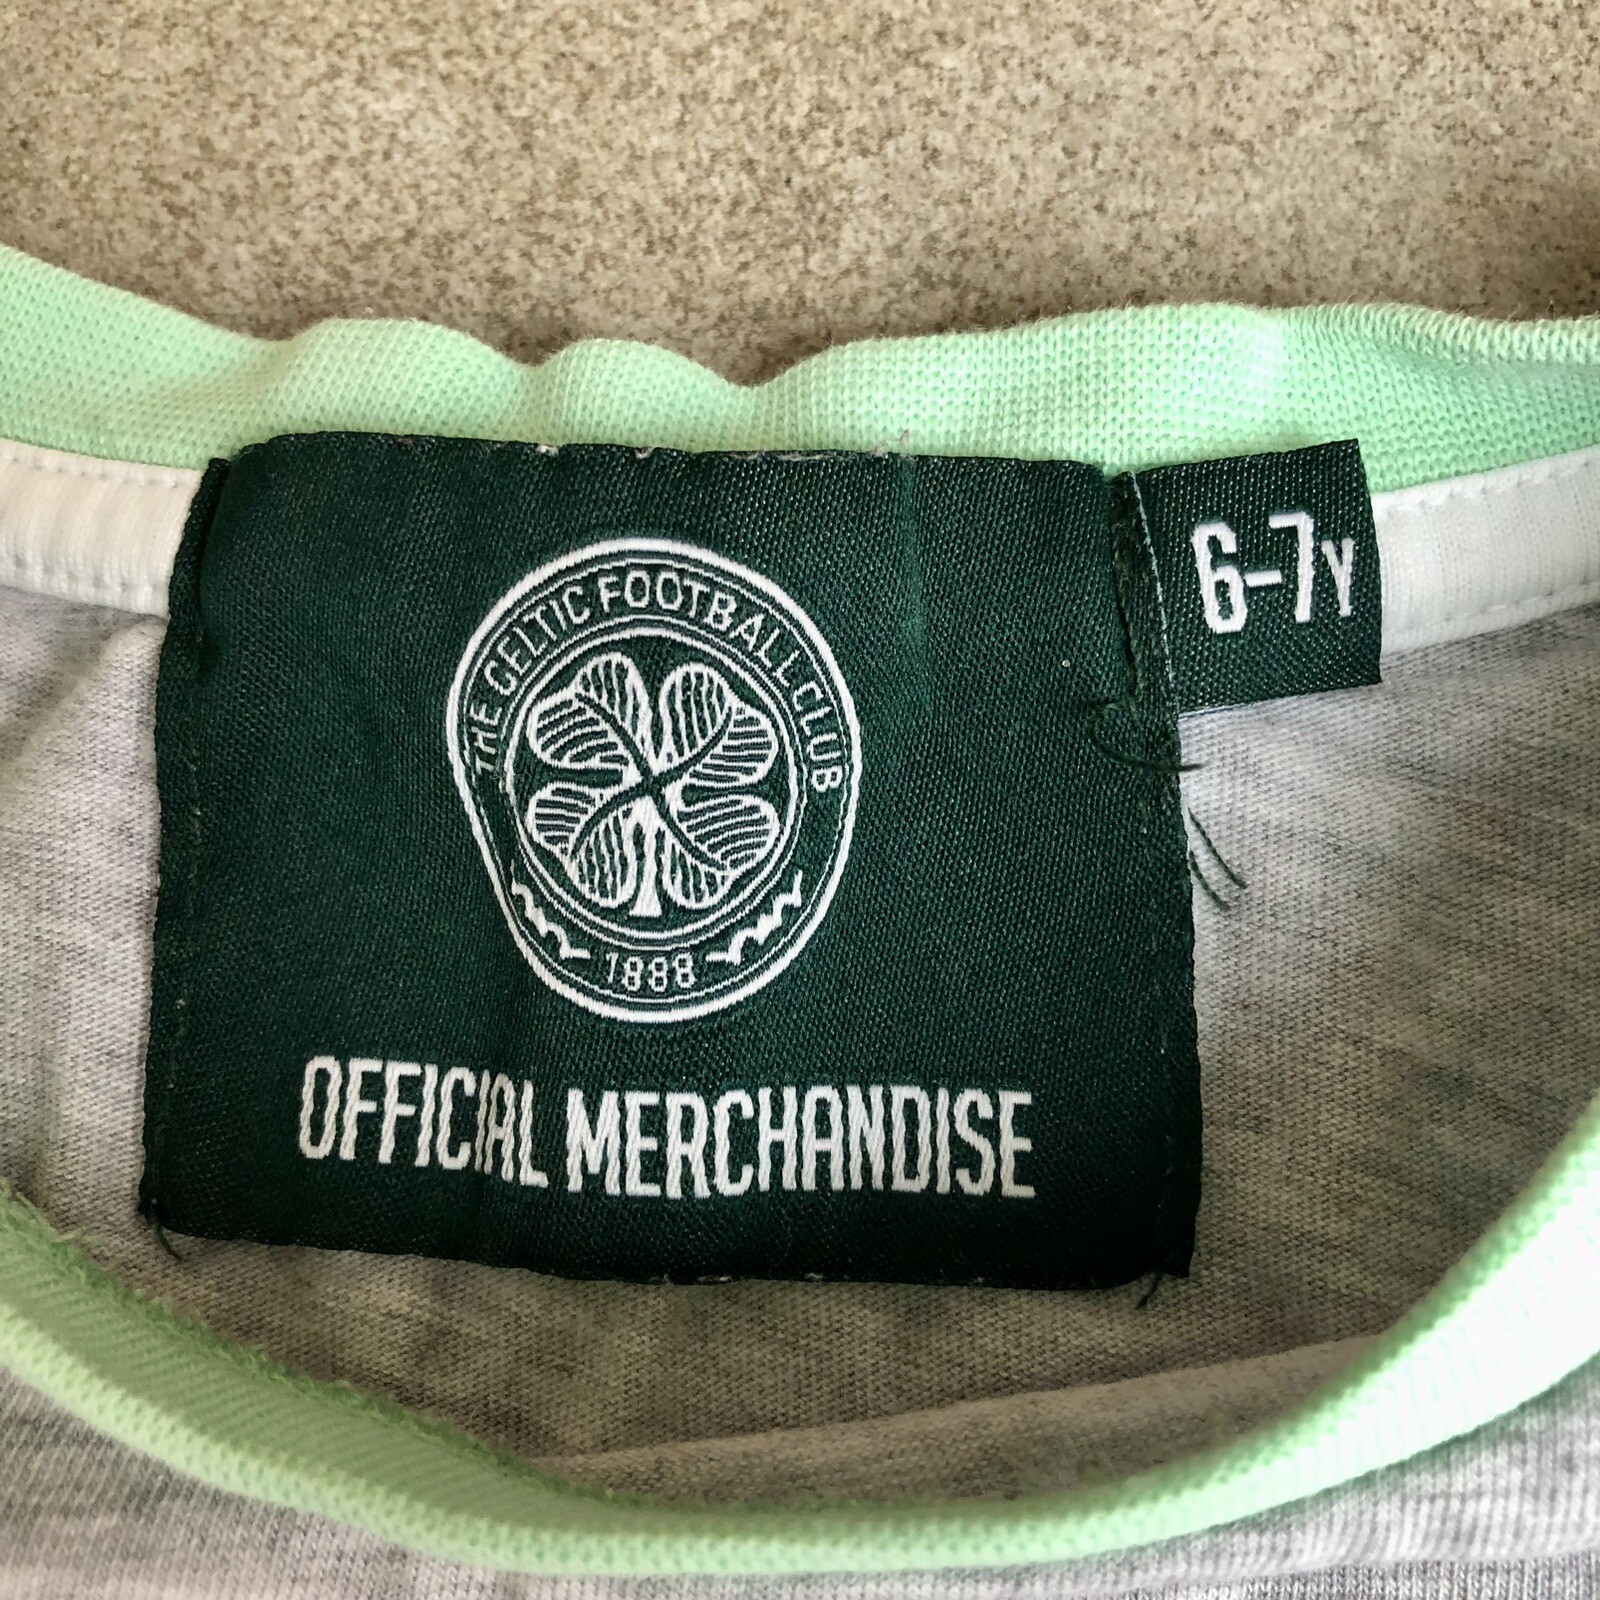 THE CELTIC FOOTBALL CLUB
1888
OFFICIAL MERCHANDISE
6-7Y